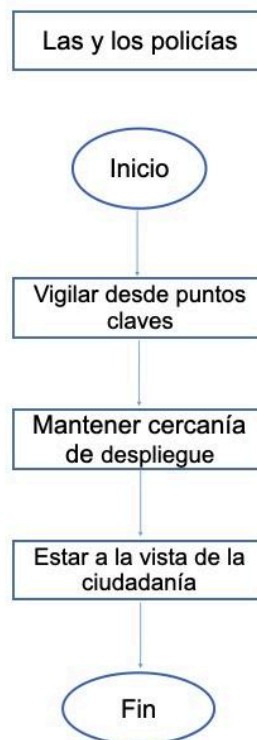 Las y los policías
Inicio
Vigilar desde puntos
claves
Mantener cercanía
de despliegue
Estar a la vista de la
ciudadanía
Fin